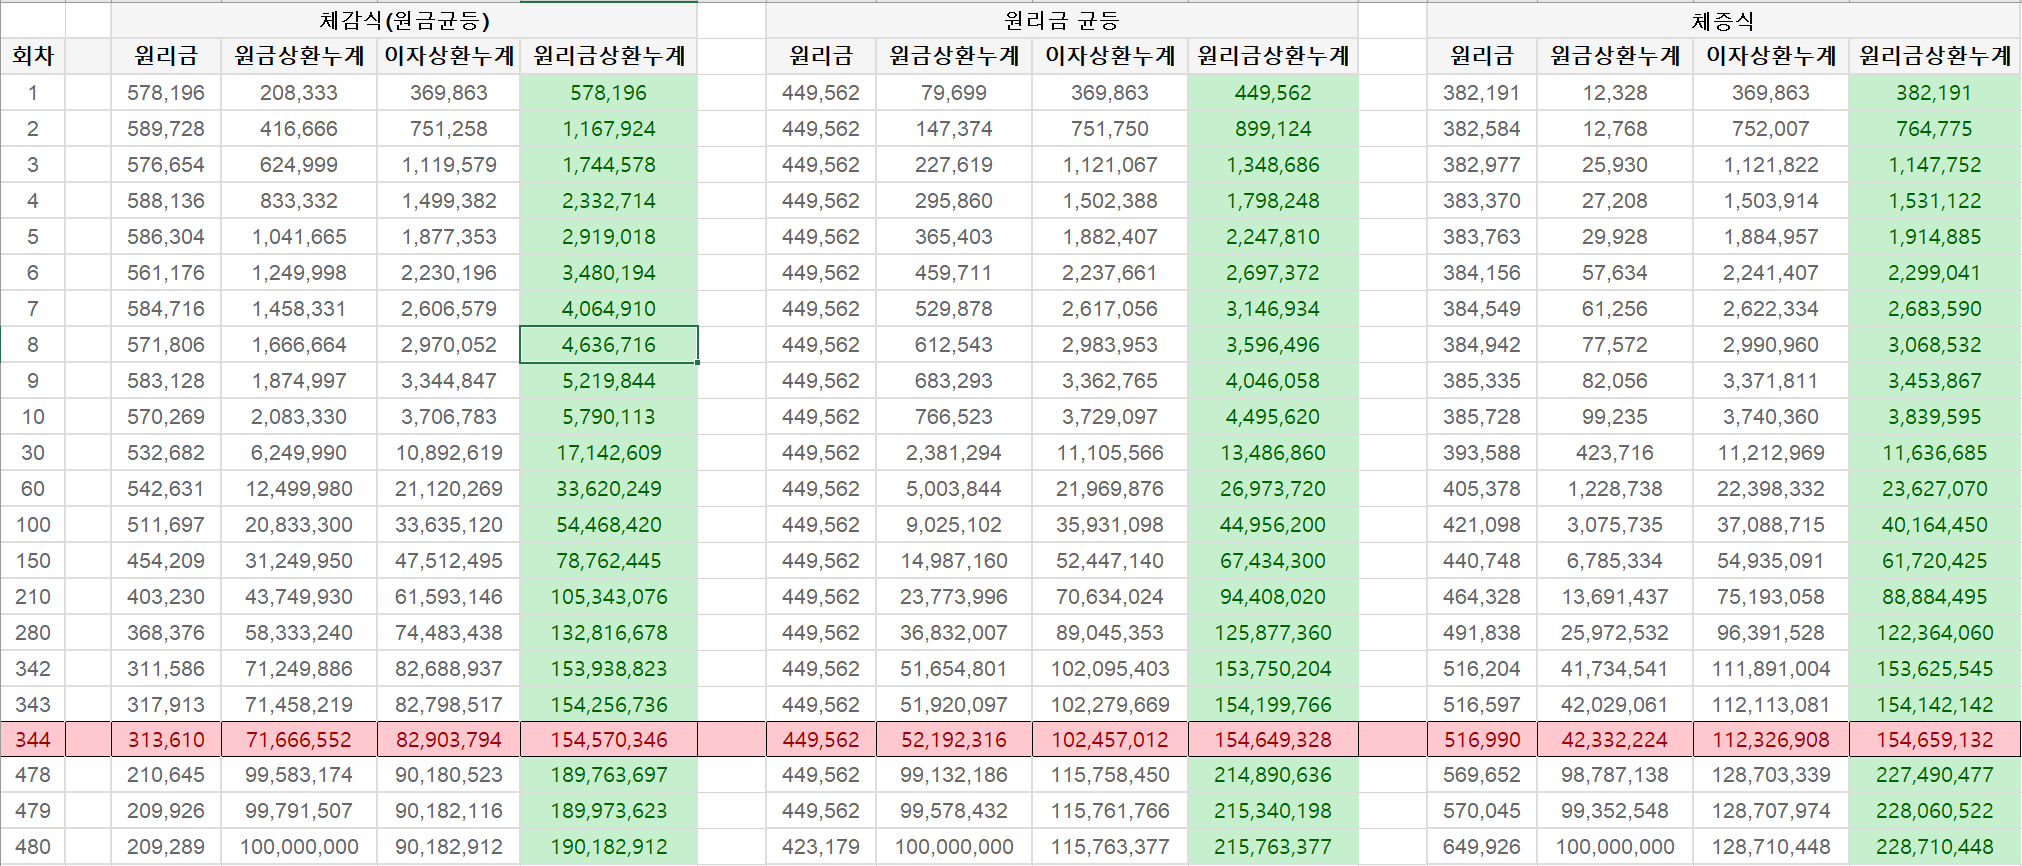 체감식(원금균등) 원리금 균등 체증식
회차 원리금 원금상환누계 이자상환누계 원리금상환누계 원리금 원금상환누계 이자상환누계 원리금상환누계 원리금 원금상환누계 이자상환누계 원리금상환누계
1 578,196 208,333 369,863 578,196 449,562 79,699 369,863 449,562 382,191 12,328 369,863 382,191
2 589,728 416,666 751,258 1,167,924 449,562 147,374 751,750 899,124 382,584 12,768 752,007 764,775
3 576,654 624,999 1,119,579 1,744,578 449,562 227,619 1,121,067 1,348,686 382,977 25,930 1,121,822 1,147,752
4 588,136 833,332 1,499,382 2,332,714 449,562 295,860 1,502,388 1,798,248 383,370 27,208 1,503,914 1,531,122
5 586,304 1,041,665 1,877,353 2,919,018 449,562 365,403 1,882,407 2,247,810 383,763 29,928 1,884,957 1,914,885
6 561,176 1,249,998 2,230,196 3,480,194 449,562 459,711 2,237,661 2,697,372 384,156 57,634 2,241,407 2,299,041
7 584,716 1,458,331 2,606,579 4,064,910 449,562 529,878 2,617,056 3,146,934 384,549 61,256 2,622,334 2,683,590
8 571,806 1,666,664 2,970,052 4,636,716 449,562 612,543 2,983,953 3,596,496 384,942 77,572 2,990,960 3,068,532
9 583,128 1,874,997 3,344,847 5,219,844 449,562 683,293 3,362,765 4,046,058 385,335 82,056 3,371,811 3,453,867
10 570,269 2,083,330 3,706,783 5,790,113 449,562 766,523 3,729,097 4,495,620 385,728 99,235 3,740,360 3,839,595
30 532,682 6,249,990 10,892,619 17,142,609 449,562 2,381,294 11,105,566 13,486,860 393,588 423,716 11,212,969 11,636,685
60 542,631 12,499,980 21,120,269 33,620,249 449,562 5,003,844 21,969,876 26,973,720 405,378 1,228,738 22,398,332 23,627,070
100 511,697 20,833,300 33,635,120 54,468,420 449,562 9,025,102 35,931,098 44,956,200 421,098 3,075,735 37,088,715 40,164,450
150 454,209 31,249,950 47,512,495 78,762,445 449,562 14,987,160 52,447,140 67,434,300 440,748 6,785,334 54,935,091 61,720,425
210 403,230 43,749,930 61,593,146 105,343,076 449,562 23,773,996 70,634,024 94,408,020 464,328 13,691,437 75,193,058 88,884,495
280 368,376 58,333,240 74,483,438 132,816,678 449,562 36,832,007 89,045,353 125,877,360 491,838 25,972,532 96,391,528 122,364,060
342 311,586 71,249,886 82,688,937 153,938,823 449,562 51,654,801 102,095,403 153,750,204 516,204 41,734,541 111,891,004 153,625,545
343 317,913 71,458,219 82,798,517 154,256,736 449,562 51,920,097 102,279,669 154,199,766 516,597 42,029,061 112,113,081 154,142,142
344 313,610 71,666,552 82,903,794 154,570,346 449,562 52,192,316 102,457,012 154,649,328 516,990 42,332,224 112,326,908 154,659,132
478 210,645 99,583,174 90,180,523 189,763,697 449,562 99,132,186 115,758,450 214,890,636 569,652 98,787,138 128,703,339 227,490,477
479 209,926 99,791,507 90,182,116 189,973,623 449,562 99,578,432 115,761,766 215,340,198 570,045 99,352,548 128,707,974 228,060,522
480 209,289 100,000,000 90,182,912 190,182,912 423,179 100,000,000 115,763,377 215,763,377 649,926 100,000,000 128,710,448 228,710,448